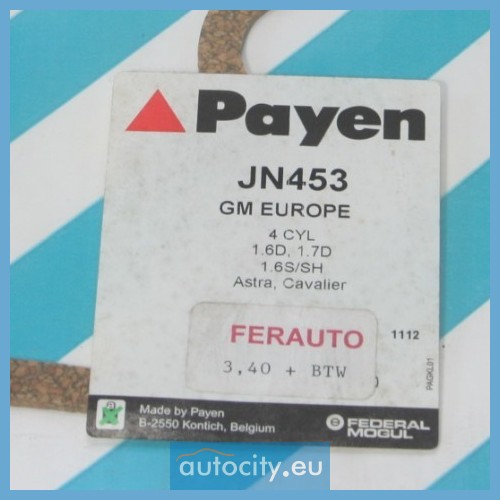 Payen
JN453
GM EUROPE
4 CYL
1.6D, 1.7D
1.6S/SH
Astra, Cavalier
FERAUTO
3,40 + BTW
1112
PAGKL01
Made by Payen
B-2550 Kontich, Belgium
FEDERAL
MOGUL
autocity.eu